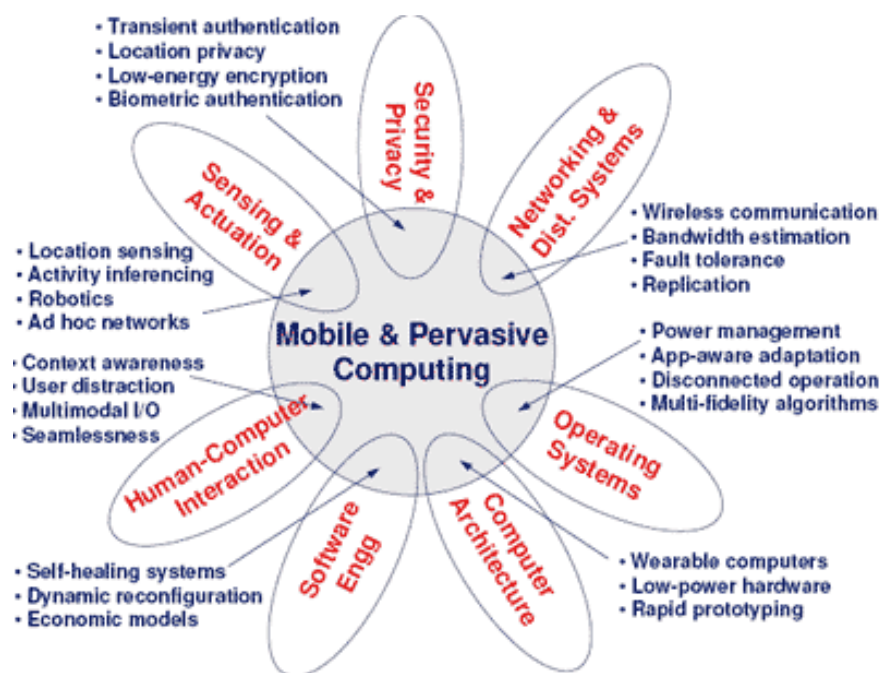 • Transient authentication
• Location privacy
• Low-energy encryption
• Biometric authentication
Security &
Privacy
Networking &
Dist. Systems
Sensing &
Actuation
• Wireless communication
• Bandwidth estimation
• Fault tolerance
• Replication
• Location sensing
• Activity inferencing
• Robotics
• Ad hoc networks
Mobile & Pervasive
Computing
• Power management
• App-aware adaptation
• Disconnected operation
• Multi-fidelity algorithms
• Context awareness
• User distraction
• Multimodal I/O
• Seamlessness
Human-Computer
Interaction
Operating
Systems
Software
Engg
Computer
Architecture
• Self-healing systems
• Dynamic reconfiguration
• Economic models
• Wearable computers
• Low-power hardware
• Rapid prototyping